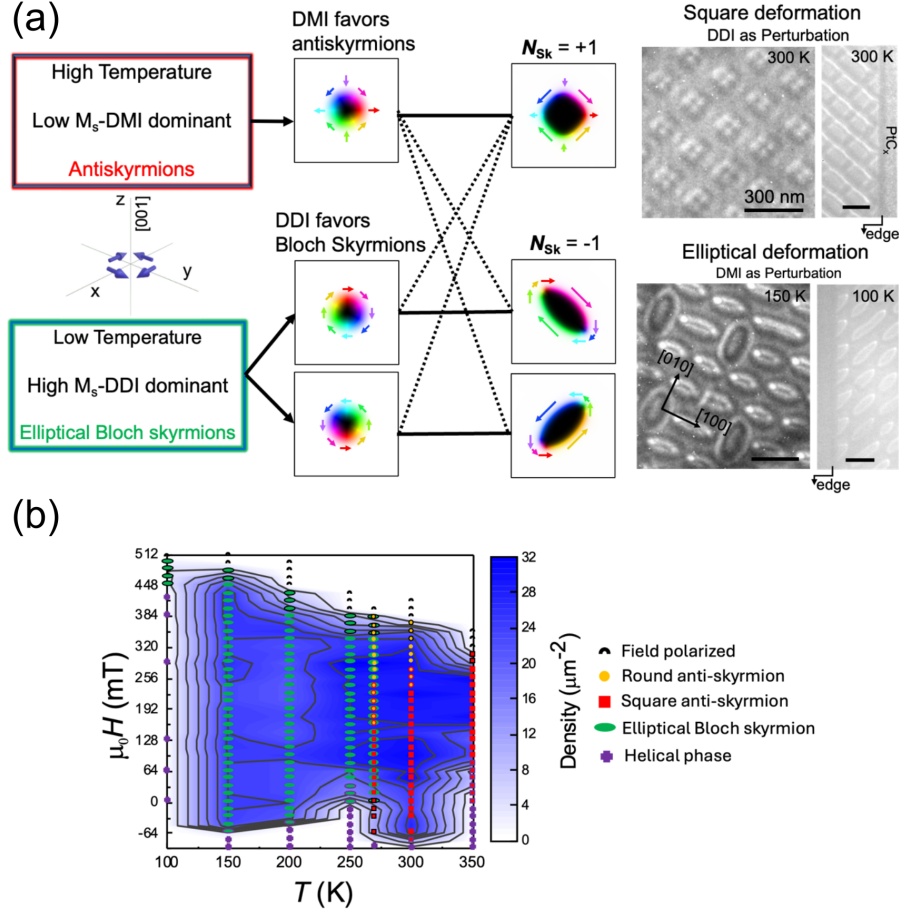 (a)
High Temperature
Low Ms-DMI dominant
Antiskyrmions
z
[100]
x
y
Low Temperature
High Ms-DDI dominant
Elliptical Bloch skyrmions
DMI favors
antiskyrmions
DDI favors
Bloch Skyrmions
NSk = +1
NSk = -1
Square deformation
DDI as Perturbation
300 K
300 K
300 nm
PtCx
edge
Elliptical deformation
DMI as Perturbation
150 K
100 K
[010]
[100]
edge
(b)
512
448
384
320
256
192
128
64
0
-64
μ0H (mT)
100
150
200
250
300
350
T (K)
32
28
24
20
16
12
8
4
0
Density (μm-2)
Field polarized
Round anti-skyrmion
Square anti-skyrmion
Elliptical Bloch skyrmion
Helical phase